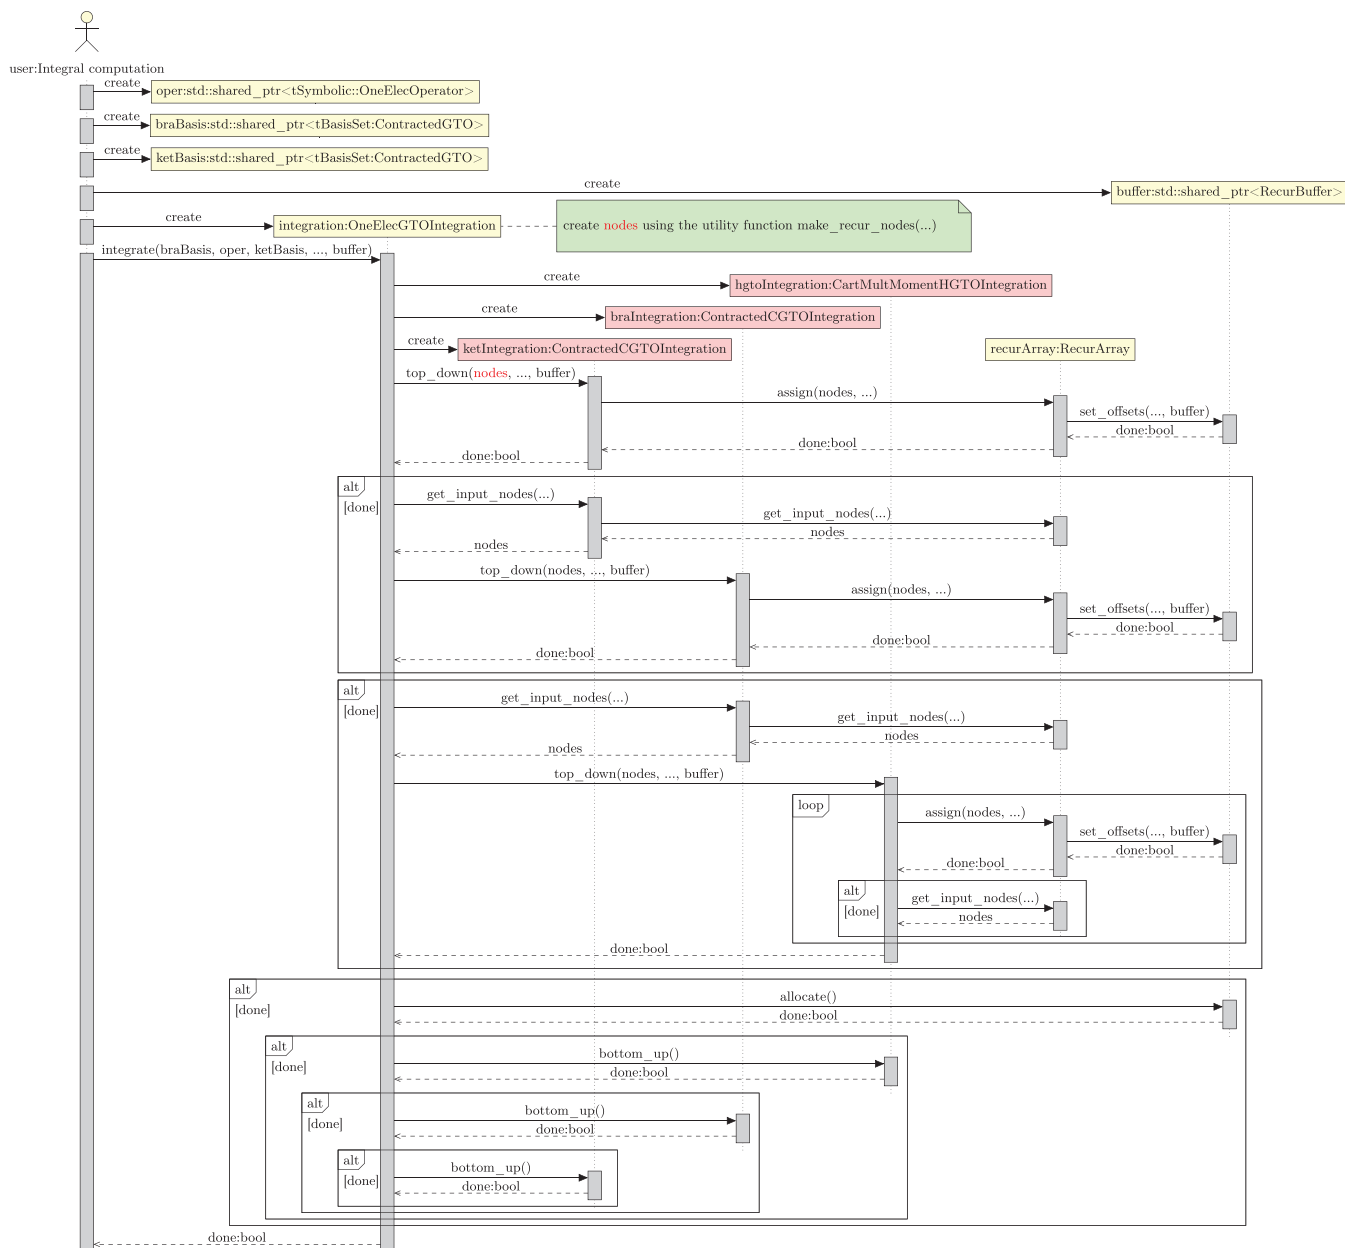 user:Integral computation
create
oper:std::shared_ptr<tSymbolic::OneElecOperator>
create
braBasis:std::shared_ptr<tBasisSet:ContractedGTO>
create
ketBasis:std::shared_ptr<tBasisSet:ContractedGTO>
create
buffer:std::shared_ptr<RecurBuffer>
create
integration:OneElecGTOIntegration
create nodes using the utility function make_recur_nodes(...)
integrate(braBasis, oper, ketBasis, ..., buffer)
create
hgtoIntegration:CartMultMomentHGTOIntegration
create
braIntegration:ContractedCGTOIntegration
create
ketIntegration:ContractedCGTOIntegration
recurArray:RecurArray
top_down(nodes, ..., buffer)
assign(nodes, ...)
set_offsets(..., buffer)
done:bool
done:bool
done:bool
alt
[done]
get_input_nodes(...)
get_input_nodes(...)
nodes
nodes
top_down(nodes, ..., buffer)
assign(nodes, ...)
set_offsets(..., buffer)
done:bool
done:bool
done:bool
alt
[done]
get_input_nodes(...)
get_input_nodes(...)
nodes
nodes
top_down(nodes, ..., buffer)
loop
assign(nodes, ...)
set_offsets(..., buffer)
done:bool
done:bool
alt
[done]
get_input_nodes(...)
nodes
done:bool
alt
[done]
allocate()
done:bool
alt
[done]
bottom_up()
done:bool
alt
[done]
bottom_up()
done:bool
alt
[done]
bottom_up()
done:bool
done:bool